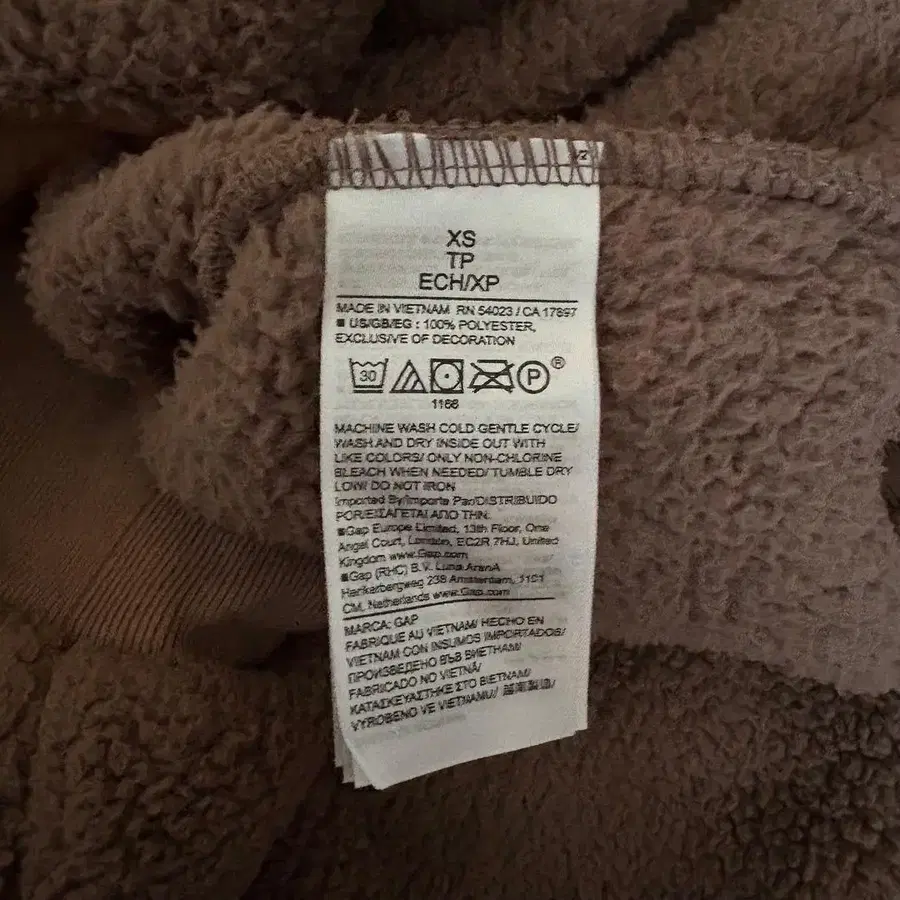 XS
TP
ECH/XP
MADE IN VIETNAM RN 54023 / CA 17897
■ US/GB/EG : 100% POLYESTER,
EXCLUSIVE OF DECORATION
30 P ®
1166
MACHINE WASH COLD GENTLE CYCLE/
WASH AND DRY INSIDE OUT WITH
LIKE COLORS/ ONLY NON-CHLORINE
BLEACH WHEN NEEDED/ TUMBLE DRY
LOW/ DO NOT IRON
Imported By/Importe Par/DISTRIBUIDO
POR/ΕΙΣΑΓΕΤΑΙ ΑΠΟ ΤΗΝ:
■Gap Europe Limited, 13th Floor, One
Angel Court, London, EC2R 7HJ, United
Kingdom www.Gap.com
■Gap (RHC) B.V. Luna ArenA
Herikerbergweg 238 Amsterdam, 1101
CM, Netherlands www.Gap.com
MARCA: GAP
FABRIQUE AU VIETNAM/ HECHO EN
VIETNAM CON INSUMOS IMPORTADOS/
ПРОИЗВЕДЕНО ВЪВ ВИЕТНАМ/
FABRICADO NO VIETNÃ/
ΚΑΤΑΣΚΕΥΑΣΤΗΚΕ ΣΤΟ ΒΙΕΤΝΑΜ/
VYROBENO VE VIETNAMU/